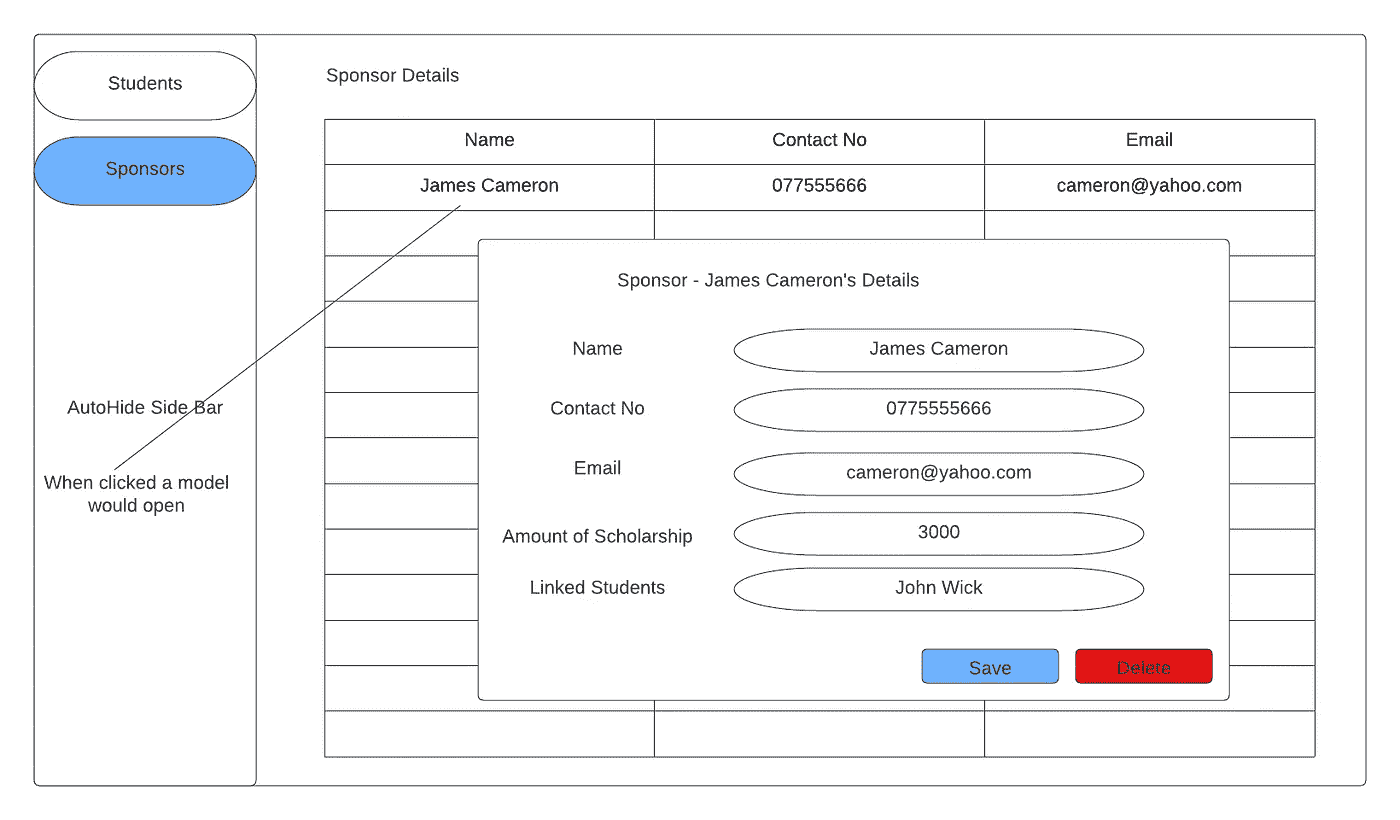 Students
Sponsors
AutoHide Side Bar
When clicked a model
would open
Sponsor Details
Name Contact No Email
James Cameron 077555666 cameron@yahoo.com
Sponsor - James Cameron's Details
Name James Cameron
Contact No 0775555666
Email cameron@yahoo.com
Amount of Scholarship 3000
Linked Students John Wick
Save Delete